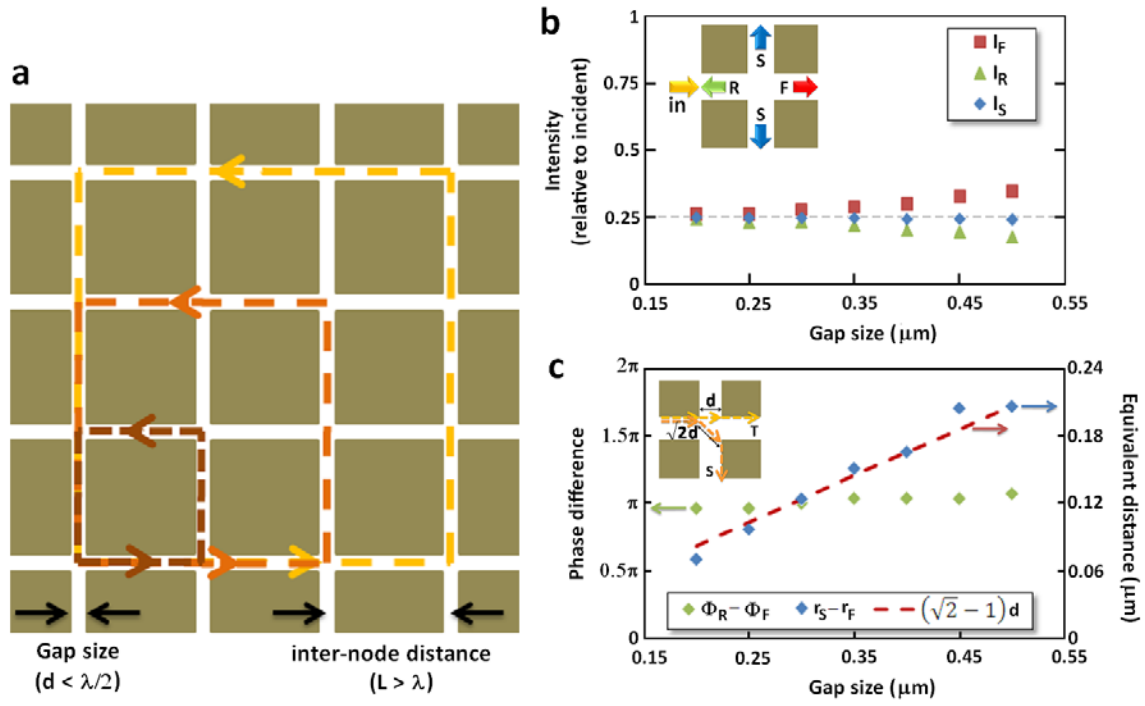 a
Gap size
(d < λ/2)
inter-node distance
(L > λ)
b
Intensity
(relative to incident)
1
0.75
0.5
0.25
0
0.15
0.25
0.35
0.45
0.55
Gap size (μm)
in
R
S
F
S
I_F
I_R
I_S
c
Phase difference
2π
1.5π
π
0.5π
0
0.24
0.18
0.12
0.06
0
Equivalent distance (μm)
d
√2d
T
S
Φ_R − Φ_F
r_S − r_F
(√2 − 1) d
0.15
0.25
0.35
0.45
0.55
Gap size (μm)